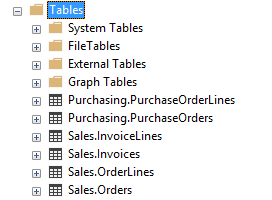 Tables
System Tables
FileTables
External Tables
Graph Tables
Purchasing.PurchaseOrderLines
Purchasing.PurchaseOrders
Sales.InvoiceLines
Sales.Invoices
Sales.OrderLines
Sales.Orders